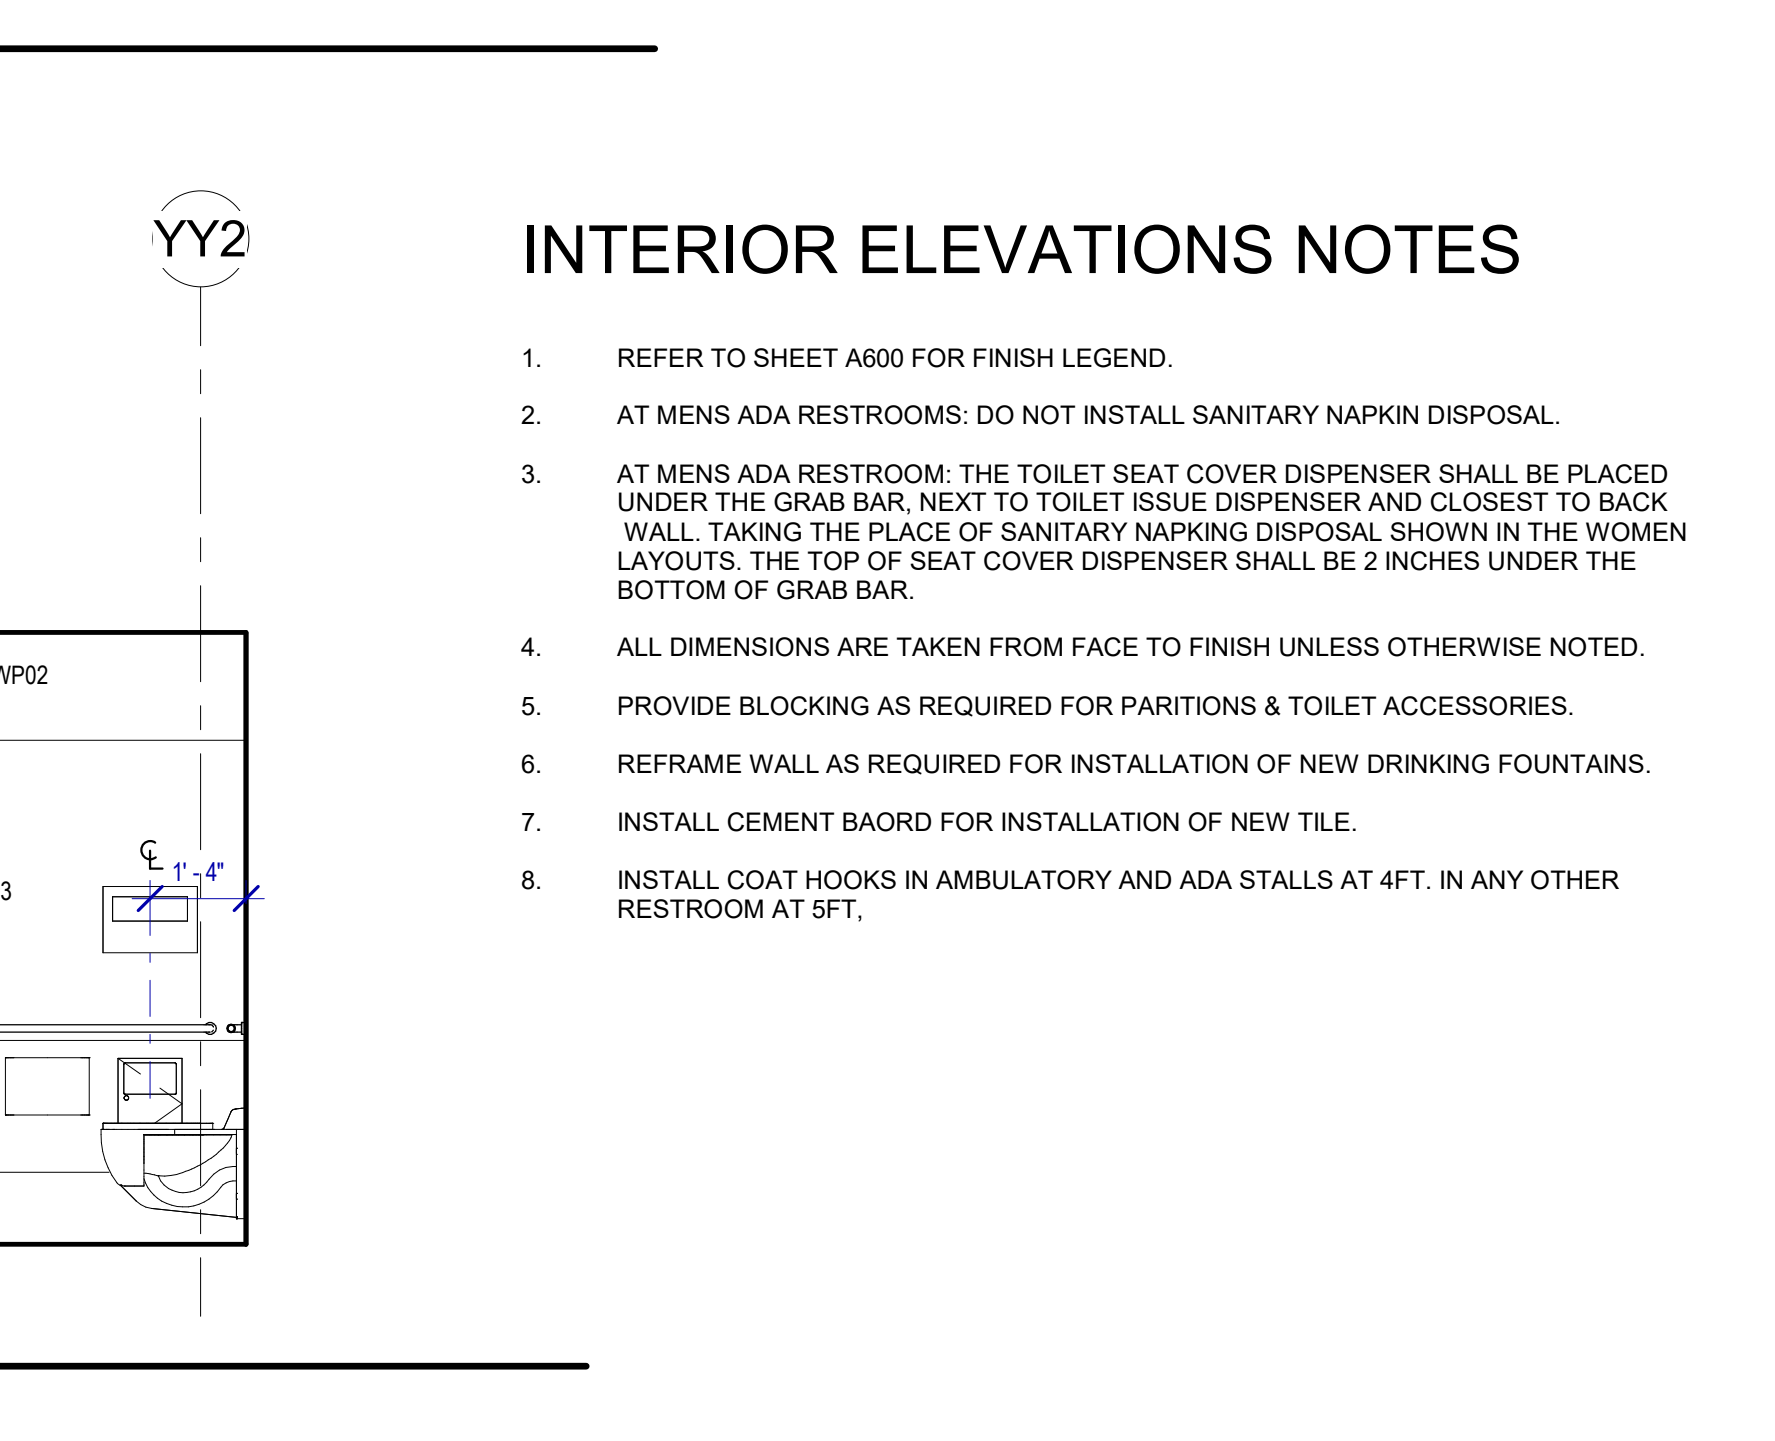 YY2
INTERIOR ELEVATIONS NOTES
1. REFER TO SHEET A600 FOR FINISH LEGEND.
2. AT MENS ADA RESTROOMS: DO NOT INSTALL SANITARY NAPKIN DISPOSAL.
3. AT MENS ADA RESTROOM: THE TOILET SEAT COVER DISPENSER SHALL BE PLACED
UNDER THE GRAB BAR, NEXT TO TOILET ISSUE DISPENSER AND CLOSEST TO BACK
WALL. TAKING THE PLACE OF SANITARY NAPKING DISPOSAL SHOWN IN THE WOMEN
LAYOUTS. THE TOP OF SEAT COVER DISPENSER SHALL BE 2 INCHES UNDER THE
BOTTOM OF GRAB BAR.
4. ALL DIMENSIONS ARE TAKEN FROM FACE TO FINISH UNLESS OTHERWISE NOTED.
5. PROVIDE BLOCKING AS REQUIRED FOR PARITIONS & TOILET ACCESSORIES.
6. REFRAME WALL AS REQUIRED FOR INSTALLATION OF NEW DRINKING FOUNTAINS.
7. INSTALL CEMENT BAORD FOR INSTALLATION OF NEW TILE.
8. INSTALL COAT HOOKS IN AMBULATORY AND ADA STALLS AT 4FT. IN ANY OTHER
RESTROOM AT 5FT,
WP02
℄
1' - 4"
3